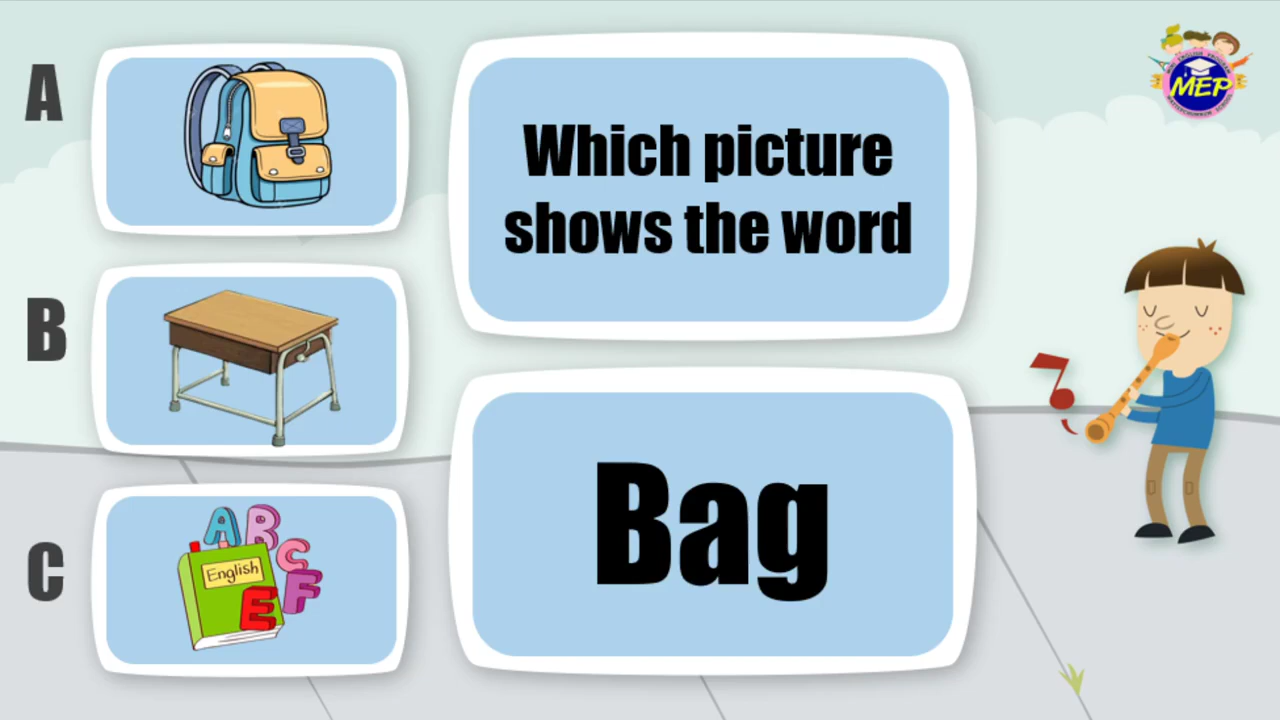 A
Which picture
shows the word
MEP
B
Bag
C
A B C F
English
E